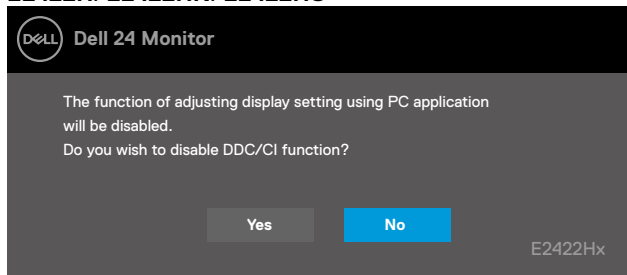 DELL Dell 24 Monitor
The function of adjusting display setting using PC application
will be disabled.
Do you wish to disable DDC/CI function?
Yes No
E2422Hx